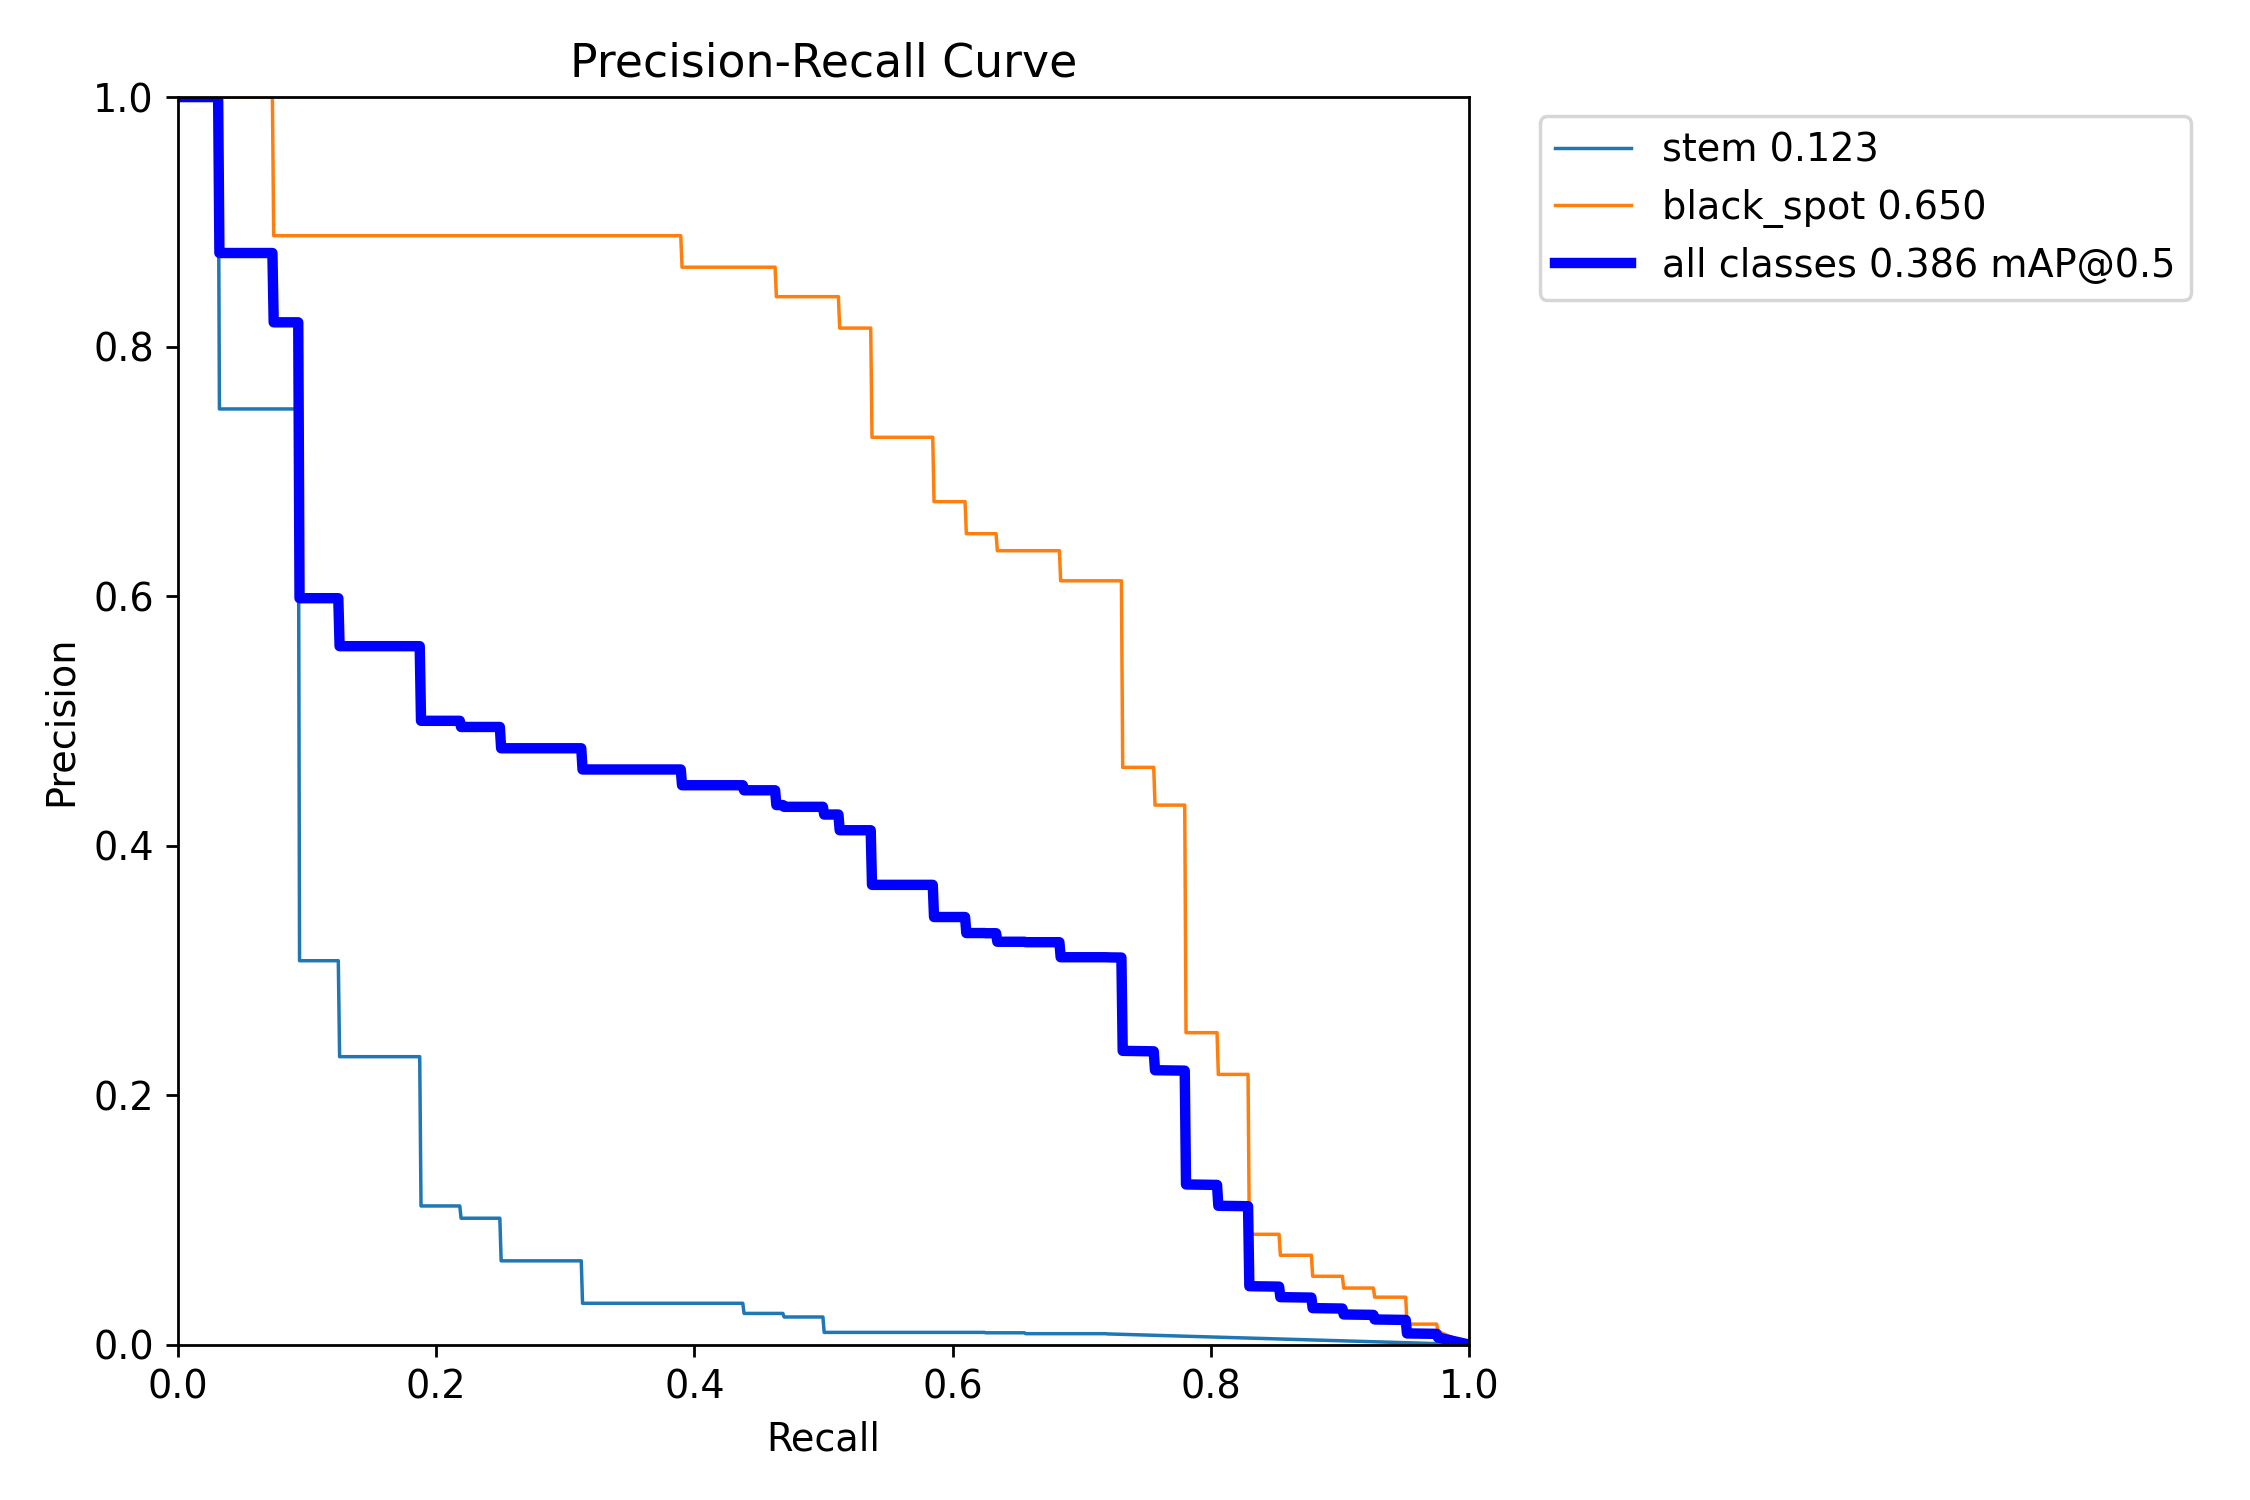 Precision-Recall Curve
1.0
0.8
0.6
0.4
0.2
0.0
Precision
0.0 0.2 0.4 0.6 0.8 1.0
Recall
stem 0.123
black_spot 0.650
all classes 0.386 mAP@0.5